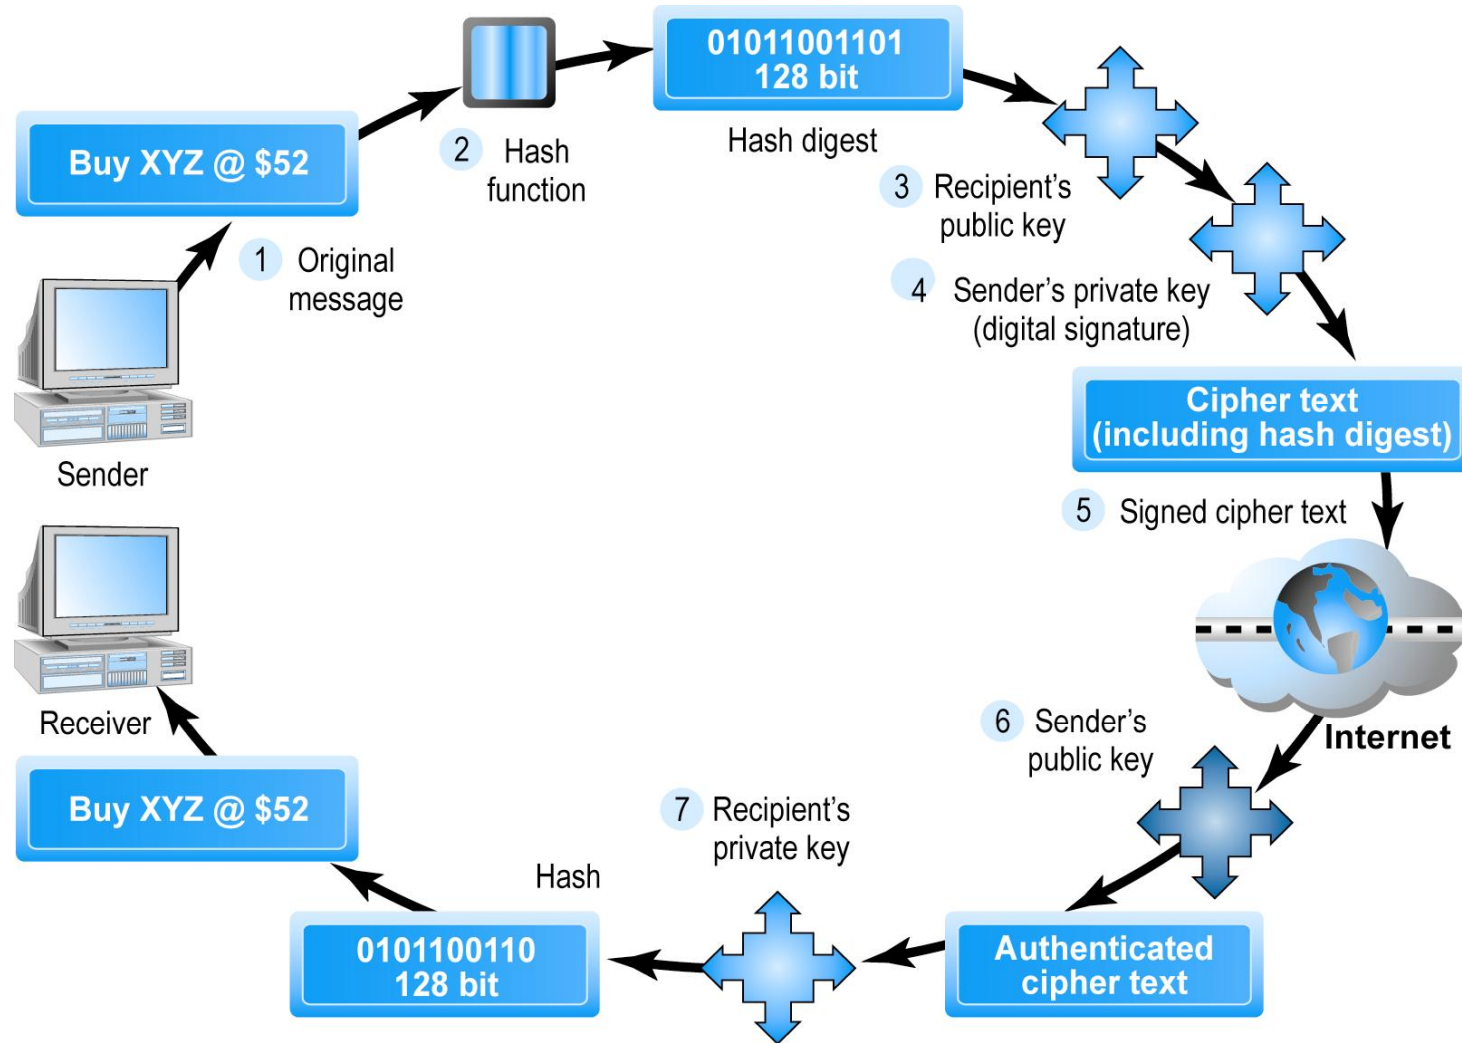 Buy XYZ @ $52
1 Original
message
Sender
2 Hash
function
01011001101
128 bit
Hash digest
3 Recipient's
public key
4 Sender's private key
(digital signature)
Cipher text
(including hash digest)
5 Signed cipher text
Internet
6 Sender's
public key
Authenticated
cipher text
7 Recipient's
private key
Hash
0101100110
128 bit
Buy XYZ @ $52
Receiver